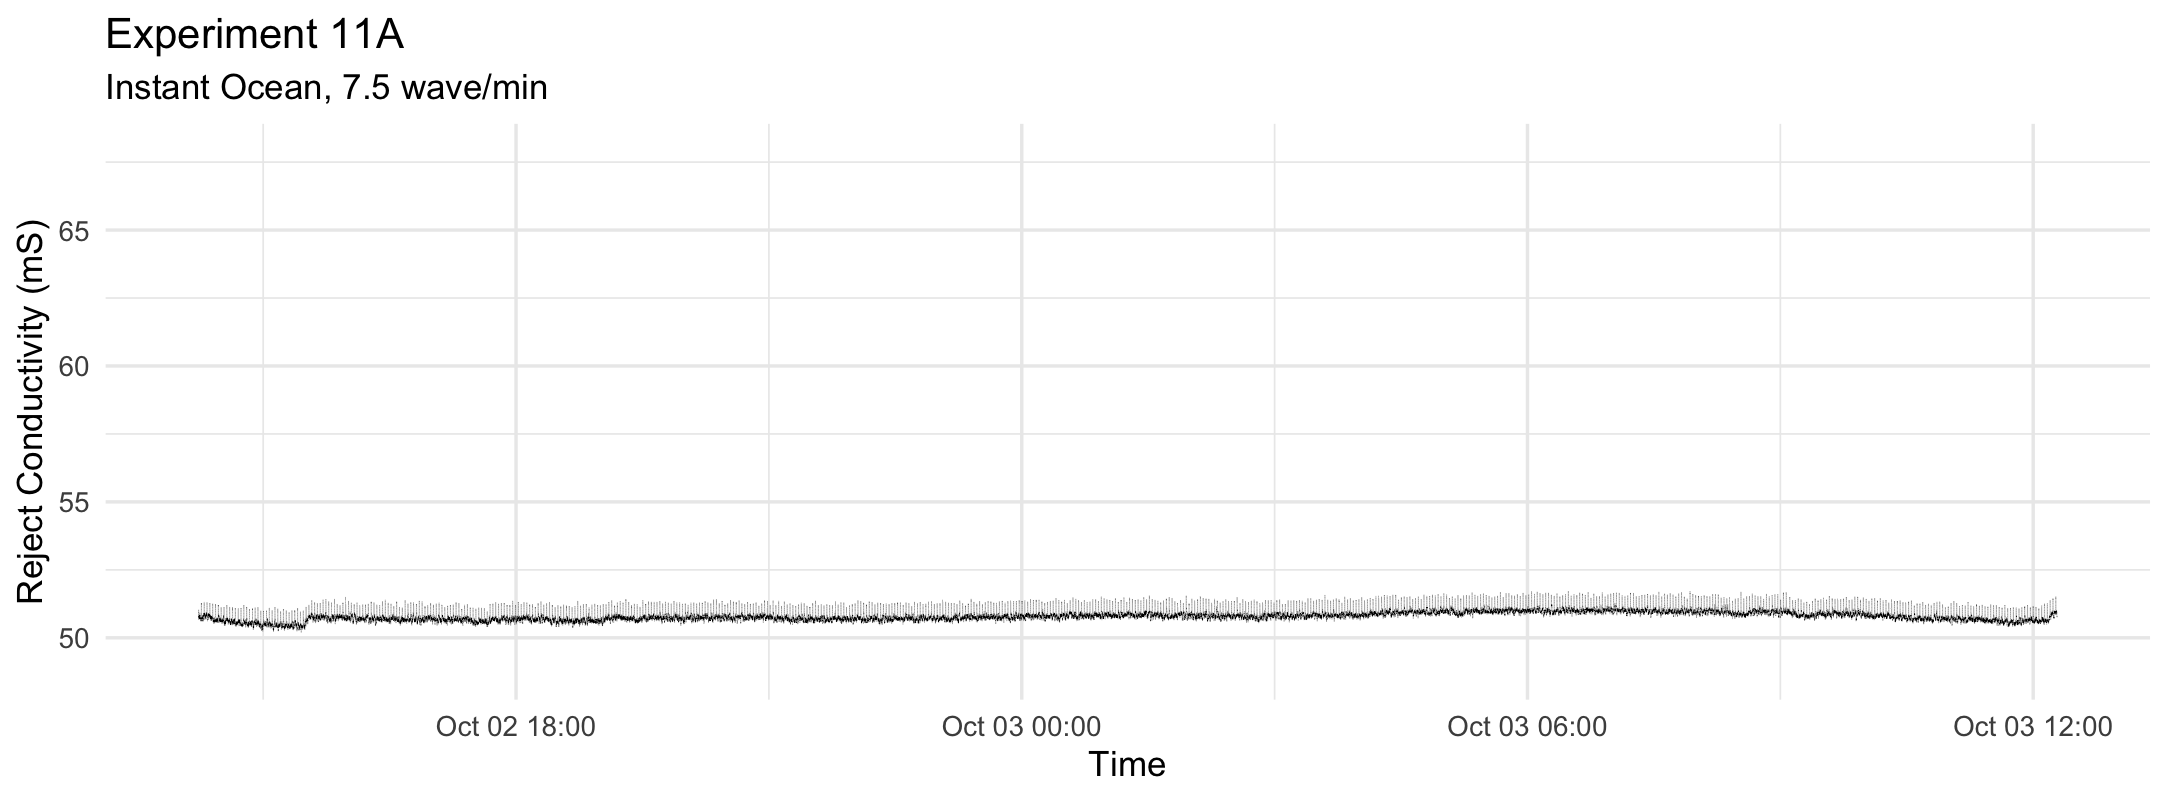 Experiment 11A
Instant Ocean, 7.5 wave/min
Reject Conductivity (mS)
65
60
55
50
Oct 02 18:00
Oct 03 00:00
Oct 03 06:00
Oct 03 12:00
Time